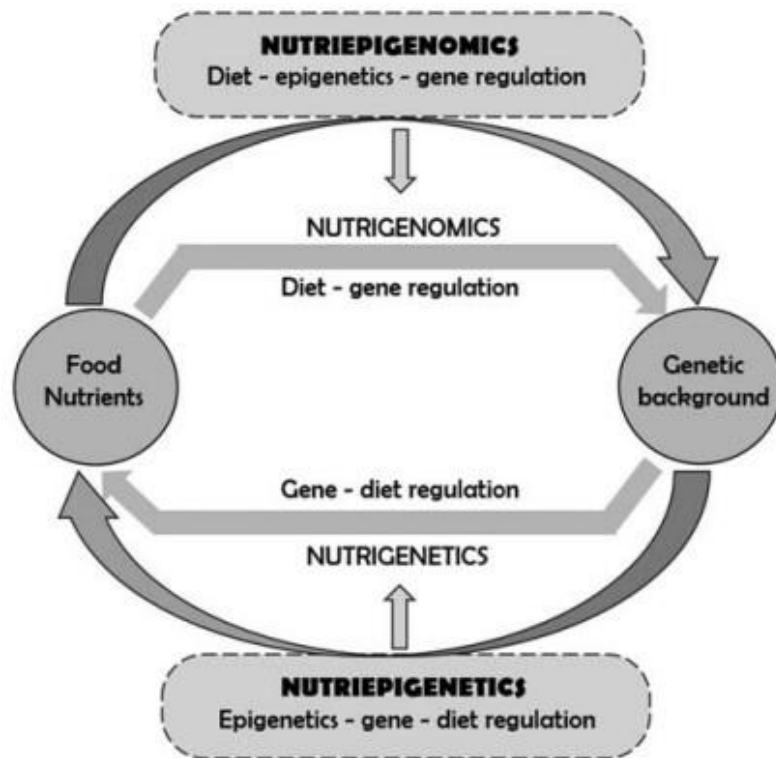 NUTRIEPIGENOMICS
Diet - epigenetics - gene regulation
NUTRIGENOMICS
Diet - gene regulation
Food
Nutrients
Genetic
background
Gene - diet regulation
NUTRIGENETICS
NUTRIEPIGENETICS
Epigenetics - gene - diet regulation